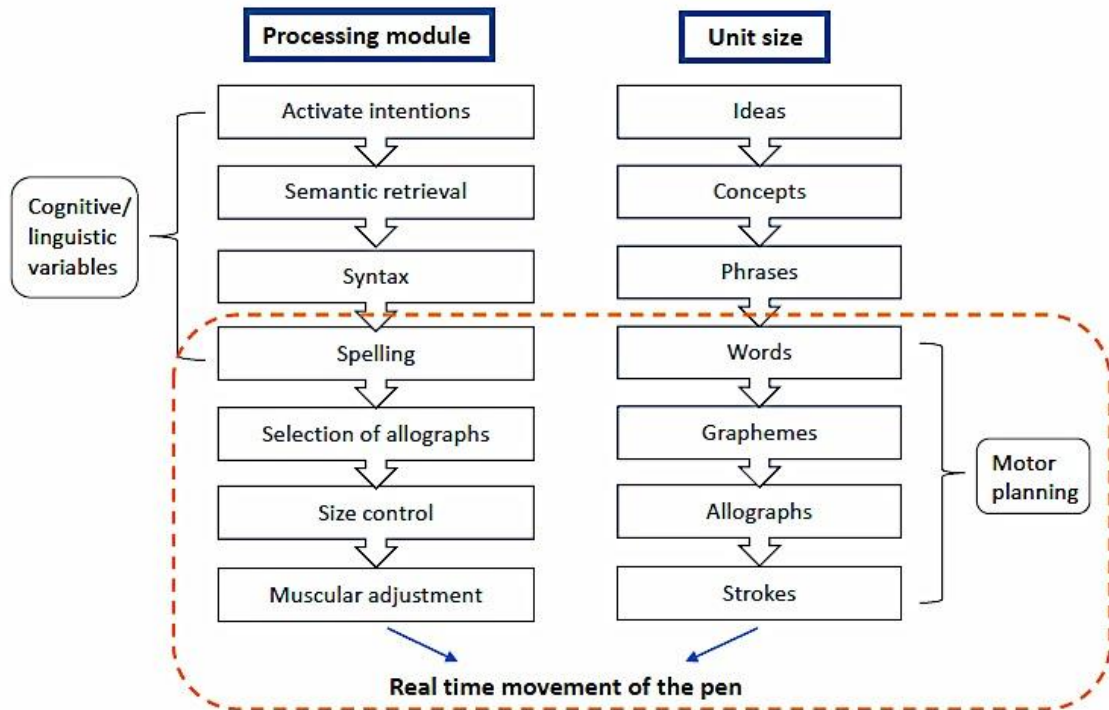 Processing module
Unit size
Activate intentions
Ideas
Semantic retrieval
Concepts
Cognitive/
linguistic
variables
Syntax
Phrases
Spelling
Words
Selection of allographs
Graphemes
Motor
planning
Size control
Allographs
Muscular adjustment
Strokes
Real time movement of the pen